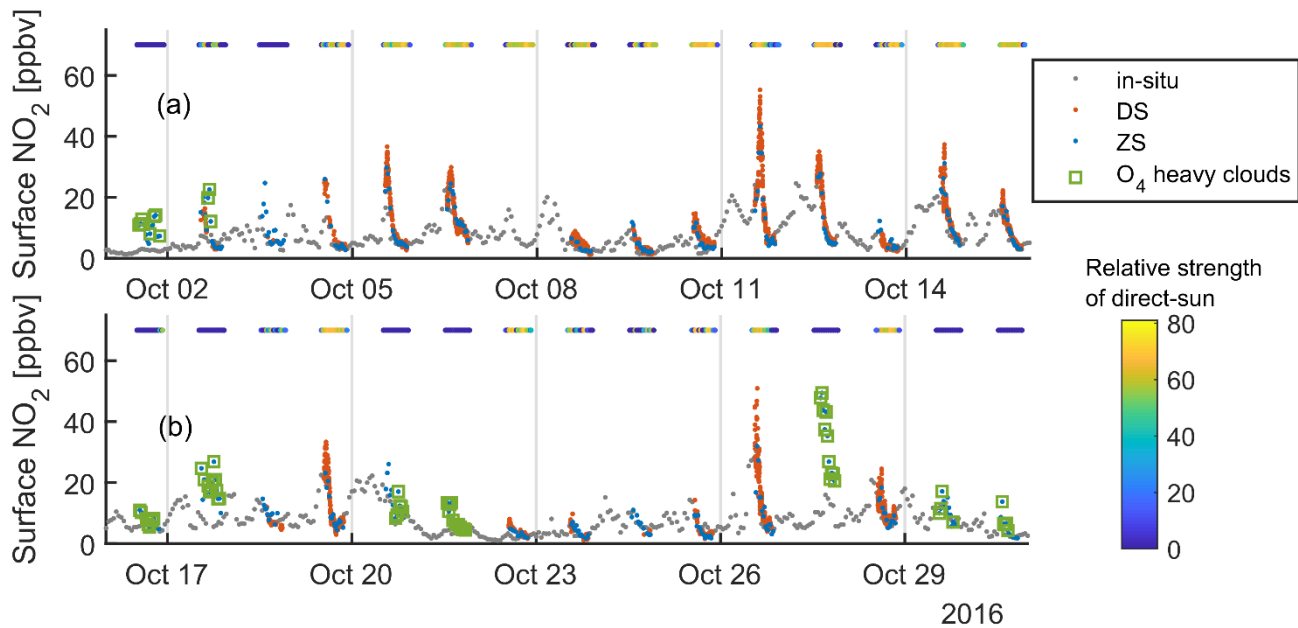 Surface NO2 [ppbv]
60
40
20
0
(a)
Oct 02
Oct 05
Oct 08
Oct 11
Oct 14
in-situ
DS
ZS
O4 heavy clouds
Surface NO2 [ppbv]
60
40
20
0
(b)
Oct 17
Oct 20
Oct 23
Oct 26
Oct 29
2016
Relative strength
of direct-sun
80
60
40
20
0